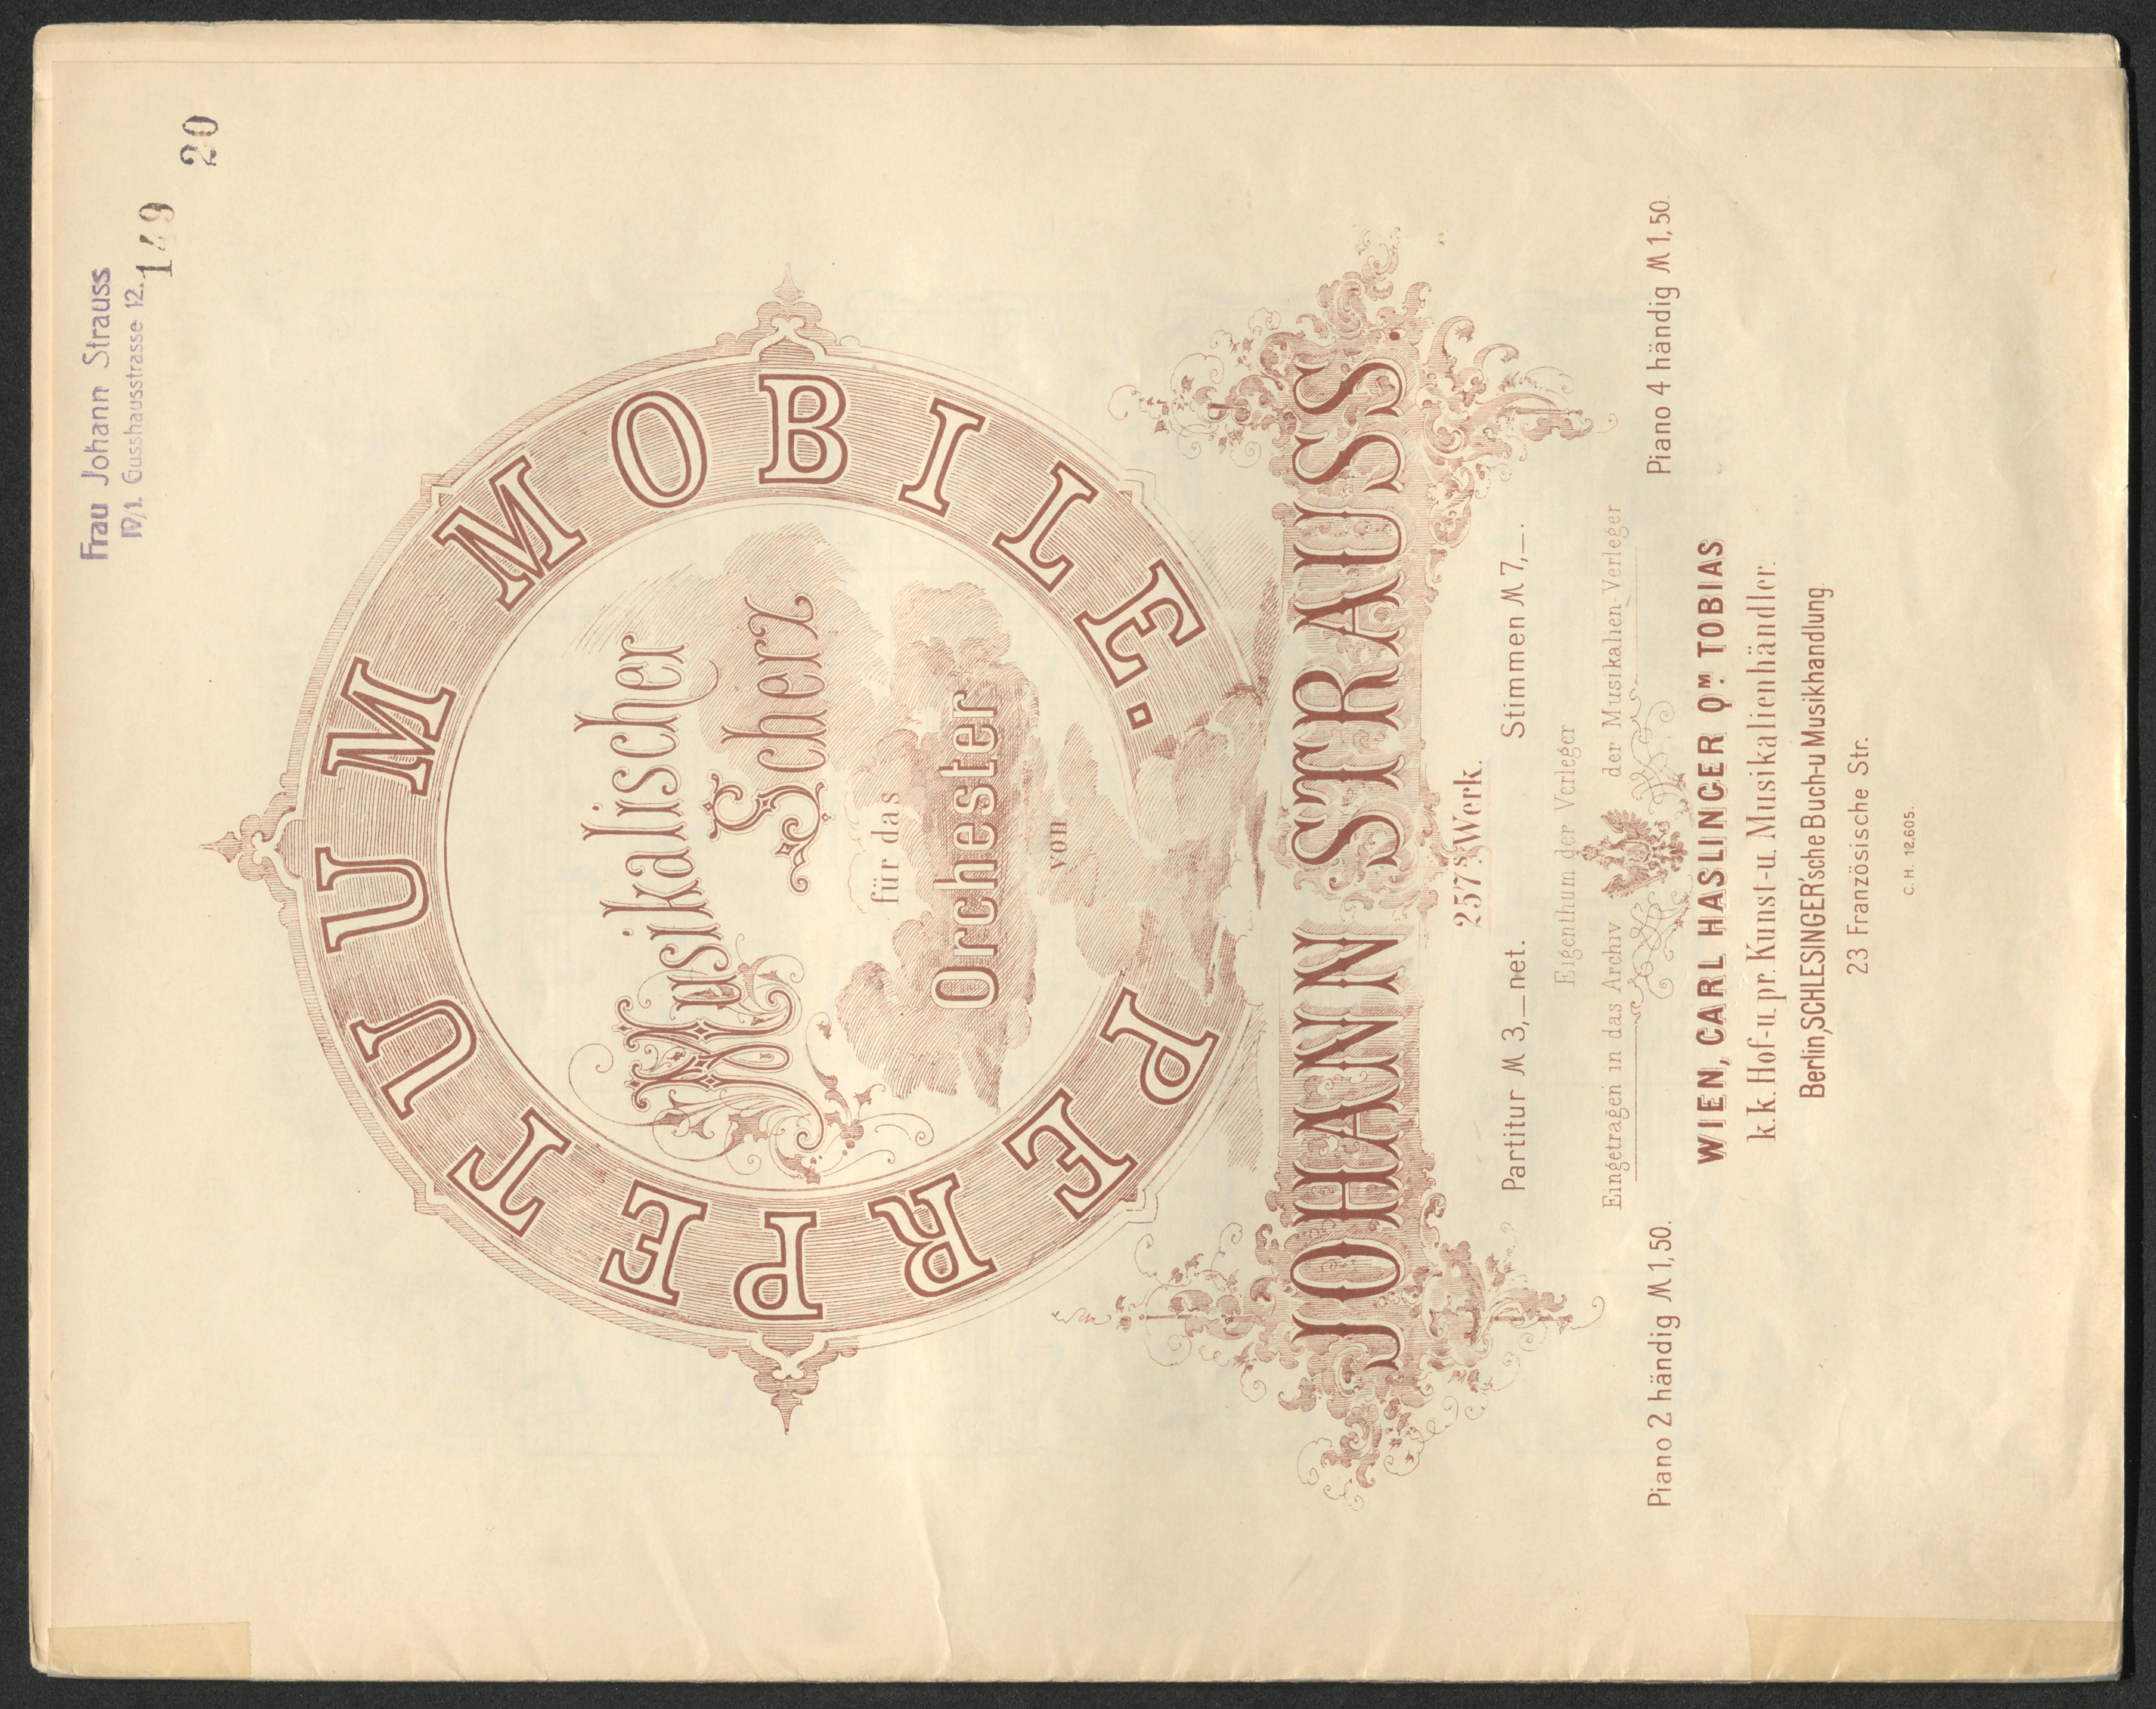 Frau Johann Strauss
IV/1. Gusshausstrasse 12.
149
20
PERPETUUM MOBILE.
Musikalischer
Scherz
für das
Orchester
von
JOHANN STRAUSS.
257s Werk.
Partitur M 3,_ net. Stimmen M 7,_.
Eigenthum der Verleger
Eingetragen in das Archiv der Musikalien-Verleger
Piano 2 händig M 1,50. Piano 4 händig M 1,50.
WIEN, CARL HASLINGER QM. TOBIAS
k.k. Hof-u. pr. Kunst-u. Musikalienhändler.
Berlin, SCHLESINGER'sche Buch-u Musikhandlung
23 Französische Str.
C. H. 12,605.